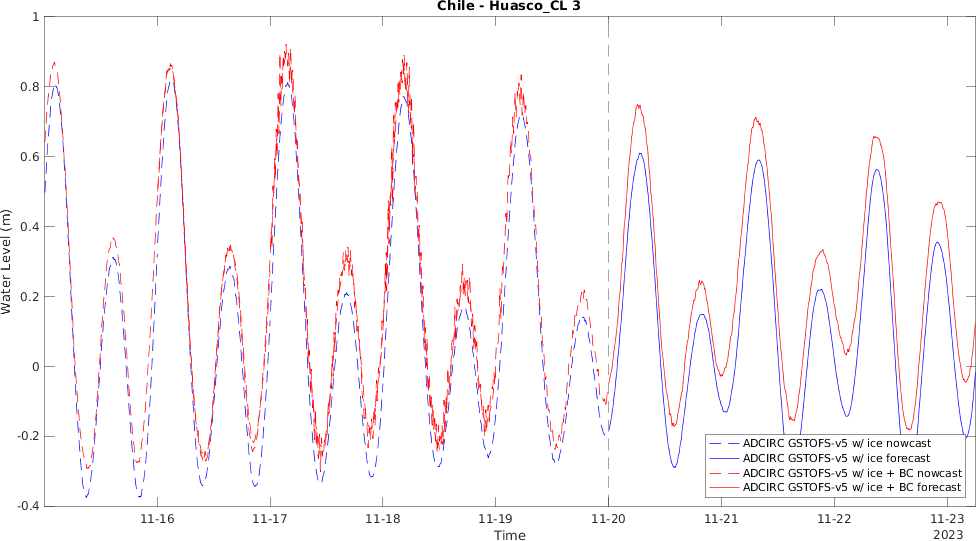 Chile - Huasco_CL 3
Water Level (m)
1
0.8
0.6
0.4
0.2
0
-0.2
-0.4
11-16 11-17 11-18 11-19 11-20 11-21 11-22 11-23
Time
2023
ADCIRC GSTOFS-v5 w/ ice nowcast
ADCIRC GSTOFS-v5 w/ ice forecast
ADCIRC GSTOFS-v5 w/ ice + BC nowcast
ADCIRC GSTOFS-v5 w/ ice + BC forecast